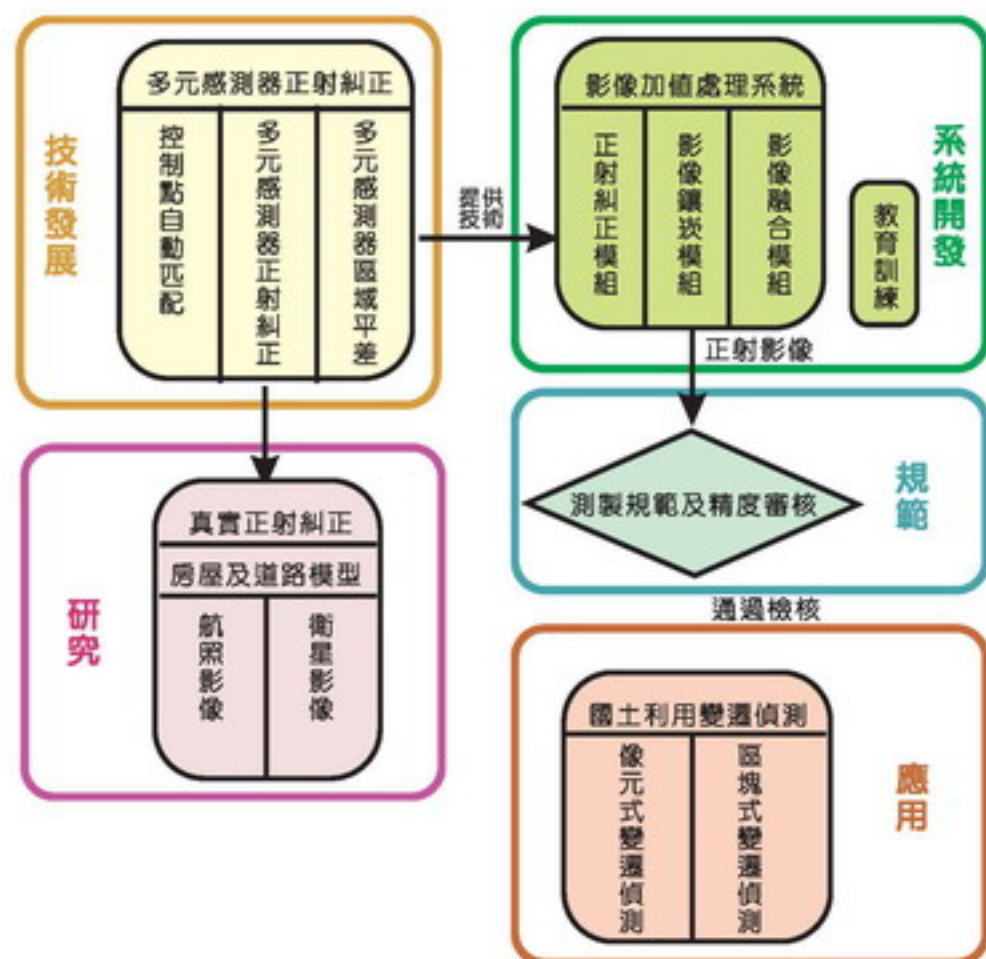 技術發展
多元感測器正射糾正
控制點自動匹配
多元感測器正射糾正
多元感測器區域平差
提供
技術
影像加值處理系統
正射糾正模組
影像鑲崁模組
影像融合模組
教育訓練
系統開發
正射影像
測製規範及精度審核
規範
通過檢核
研究
真實正射糾正
房屋及道路模型
航照影像
衛星影像
國土利用變遷偵測
像元式變遷偵測
區塊式變遷偵測
應用